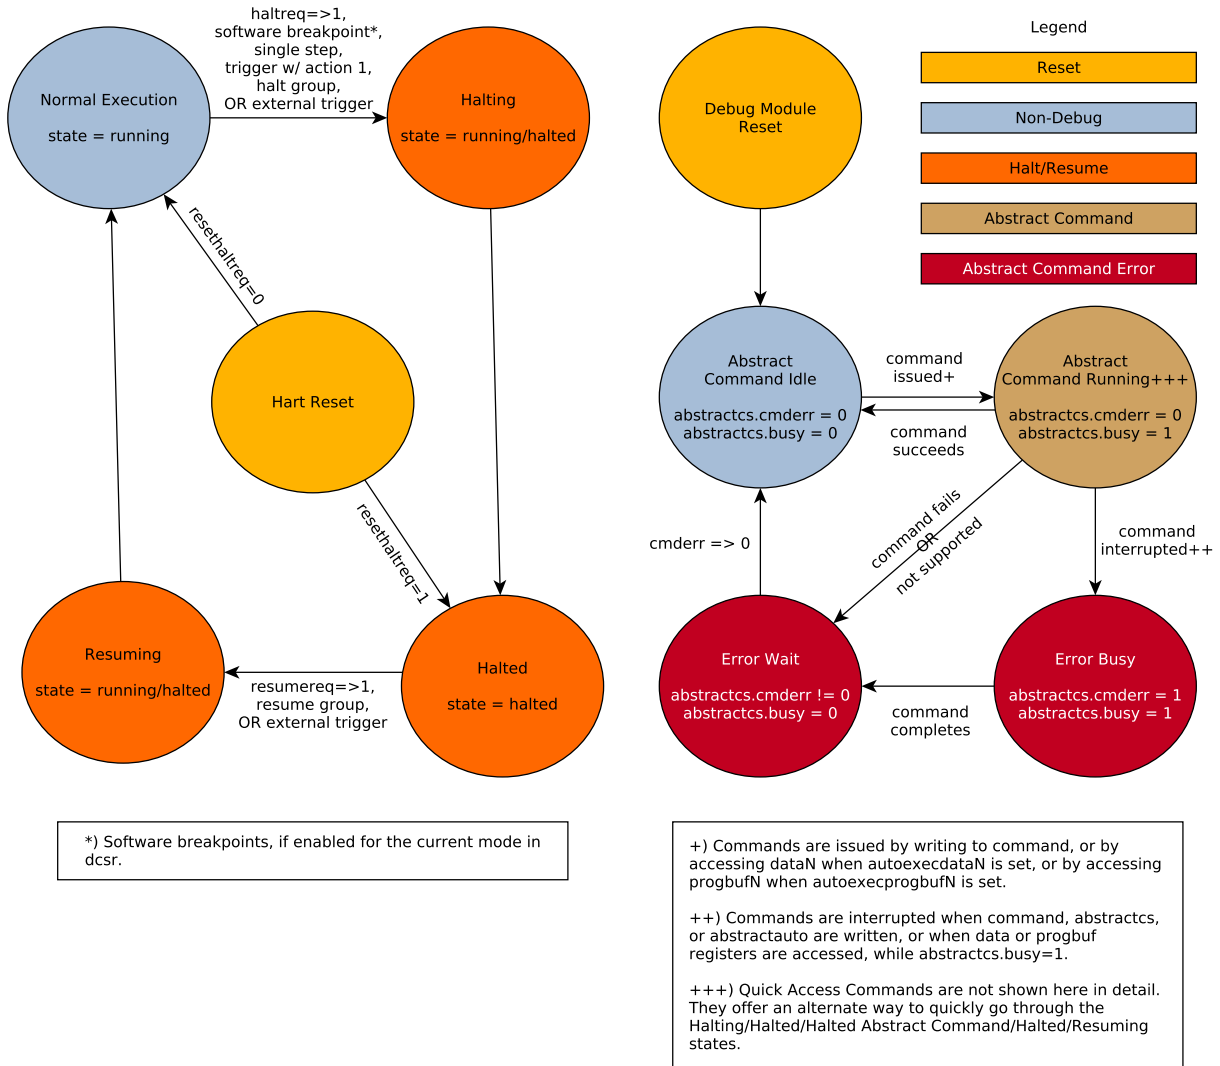 haltreq=>1,
software breakpoint*,
single step,
trigger w/ action 1,
halt group,
OR external trigger
Normal Execution
state = running
Halting
state = running/halted
resethaltreq=0
Hart Reset
resethaltreq=1
Resuming
state = running/halted
Halted
state = halted
resumereq=>1,
resume group,
OR external trigger
*) Software breakpoints, if enabled for the current mode in
dcsr.
Debug Module
Reset
Legend
Reset
Non-Debug
Halt/Resume
Abstract Command
Abstract Command Error
Abstract
Command Idle
abstractcs.cmderr = 0
abstractcs.busy = 0
command
issued+
command
succeeds
Abstract
Command Running+++
abstractcs.cmderr = 0
abstractcs.busy = 1
cmderr => 0
command fails
OR
not supported
command
interrupted++
Error Wait
abstractcs.cmderr != 0
abstractcs.busy = 0
command
completes
Error Busy
abstractcs.cmderr = 1
abstractcs.busy = 1
+) Commands are issued by writing to command, or by
accessing dataN when autoexecdataN is set, or by accessing
progbufN when autoexecprogbufN is set.
++) Commands are interrupted when command, abstractcs,
or abstractauto are written, or when data or progbuf
registers are accessed, while abstractcs.busy=1.
+++) Quick Access Commands are not shown here in detail.
They offer an alternate way to quickly go through the
Halting/Halted/Halted Abstract Command/Halted/Resuming
states.